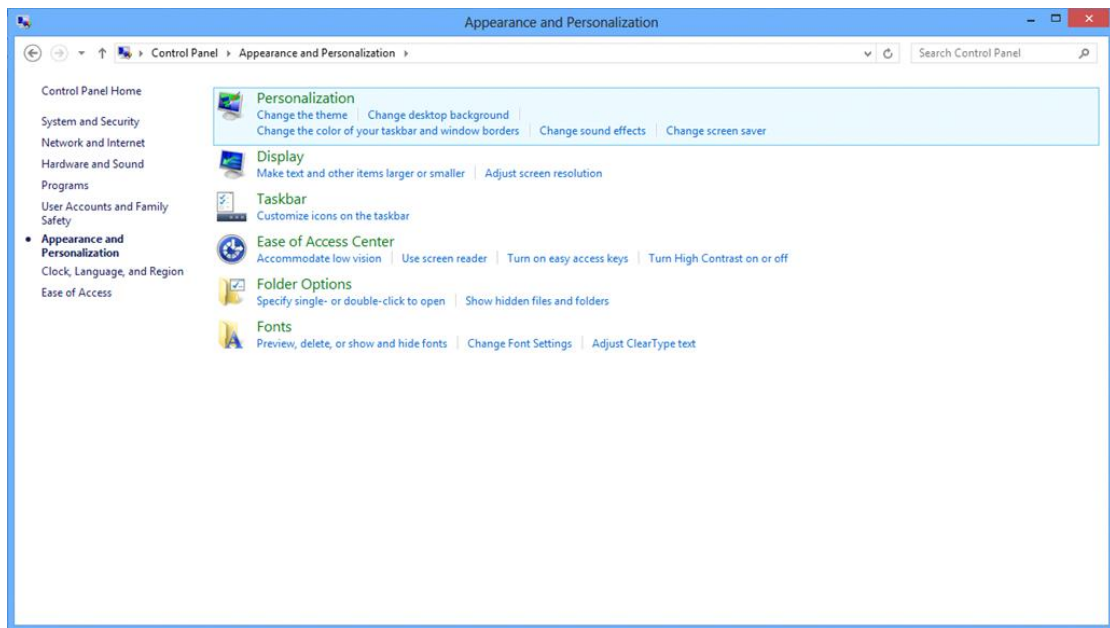 Appearance and Personalization
Control Panel Appearance and Personalization
Search Control Panel
Control Panel Home
System and Security
Network and Internet
Hardware and Sound
Programs
User Accounts and Family
Safety
Appearance and
Personalization
Clock, Language, and Region
Ease of Access
Personalization
Change the theme Change desktop background
Change the color of your taskbar and window borders Change sound effects Change screen saver
Display
Make text and other items larger or smaller Adjust screen resolution
Taskbar
Customize icons on the taskbar
Ease of Access Center
Accommodate low vision Use screen reader Turn on easy access keys Turn High Contrast on or off
Folder Options
Specify single- or double-click to open Show hidden files and folders
Fonts
Preview, delete, or show and hide fonts Change Font Settings Adjust ClearType text